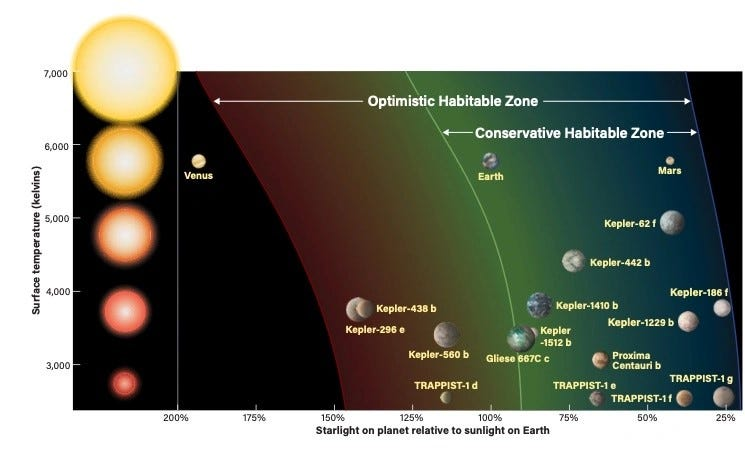 7,000
Optimistic Habitable Zone
Conservative Habitable Zone
6,000
Venus
Earth
Mars
5,000
Kepler-62 f
Kepler-442 b
Surface temperature (kelvins)
4,000
Kepler-186 f
Kepler-438 b
Kepler-1410 b
Kepler-296 e
Kepler-1229 b
Kepler
-1512 b
Kepler-560 b
Gliese 667C c
Proxima
Centauri b
3,000
TRAPPIST-1 d
TRAPPIST-1 e
TRAPPIST-1 g
TRAPPIST-1 f
200%
175%
150%
125%
100%
75%
50%
25%
Starlight on planet relative to sunlight on Earth